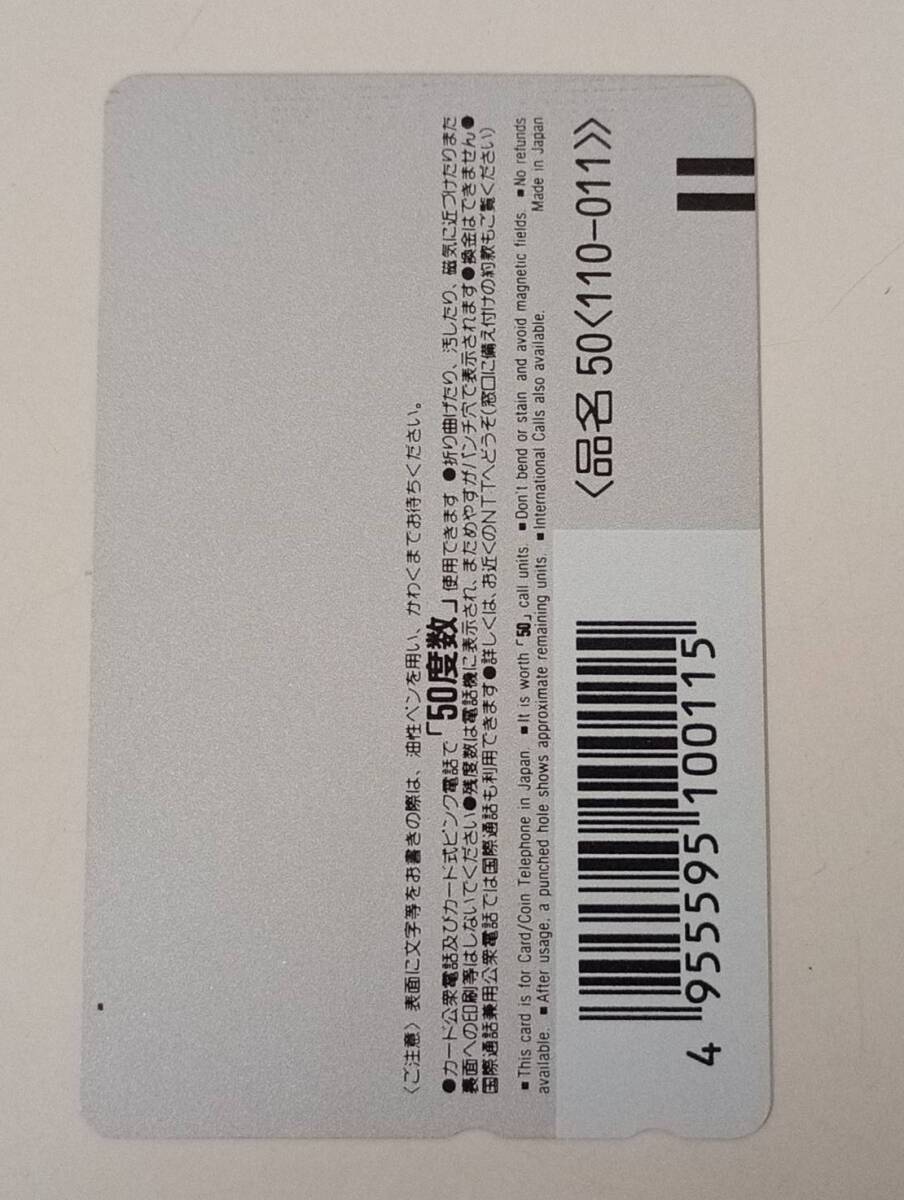 〈ご注意〉表面に文字等をお書きの際は、油性ペンを用い、かわくまでお待ちください。
●カード公衆電話及びカード式ピンク電話で「50度数」使用できます ●折り曲げたり、汚したり、磁気に近づけたりまた
裏面への印刷等はしないでください●残度数は電話機に表示され、まためやすがパンチ穴で表示されます●換金はできません●
国際通話兼用公衆電話では国際通話も利用できます●詳しくは、お近くのNTTへどうぞ(窓口に備え付けの約款もご覧ください)
■This card is for Card/Coin Telephone in Japan. ■It is worth「50」call units. ■Don't bend or stain and avoid magnetic fields. ■No refunds
available. ■After usage, a punched hole shows approximate remaining units. ■International Calls also available. Made in Japan
〈品名 50〈110-011〉〉
4 955595 100115